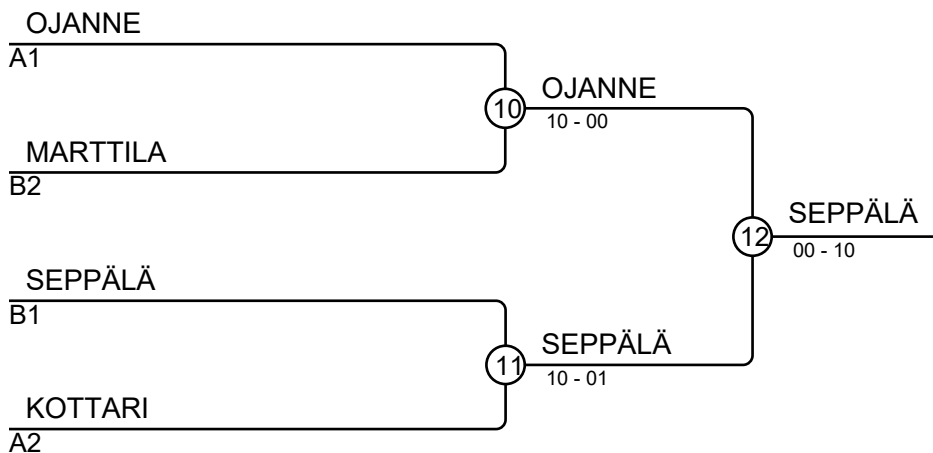 OJANNE
A1
10
OJANNE
10 - 00
MARTTILA
B2
12
SEPPÄLÄ
00 - 10
SEPPÄLÄ
B1
11
SEPPÄLÄ
10 - 01
KOTTARI
A2